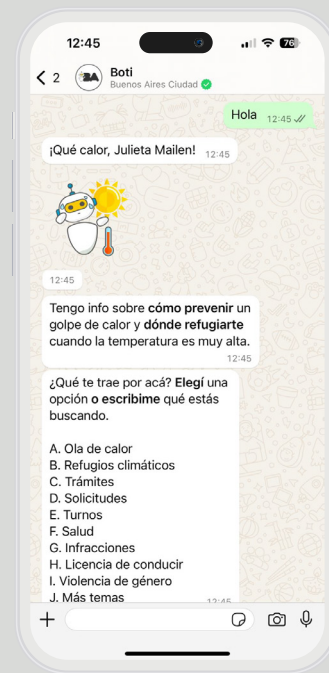 12:45
76
2
BA
Boti
Buenos Aires Ciudad
Hola 12:45
¡Qué calor, Julieta Mailen! 12:45
12:45
Tengo info sobre cómo prevenir un
golpe de calor y dónde refugiarte
cuando la temperatura es muy alta.
12:45
¿Qué te trae por acá? Elegí una
opción o escribime qué estás
buscando.
A. Ola de calor
B. Refugios climáticos
C. Trámites
D. Solicitudes
E. Turnos
F. Salud
G. Infracciones
H. Licencia de conducir
I. Violencia de género
J. Más temas 12:45